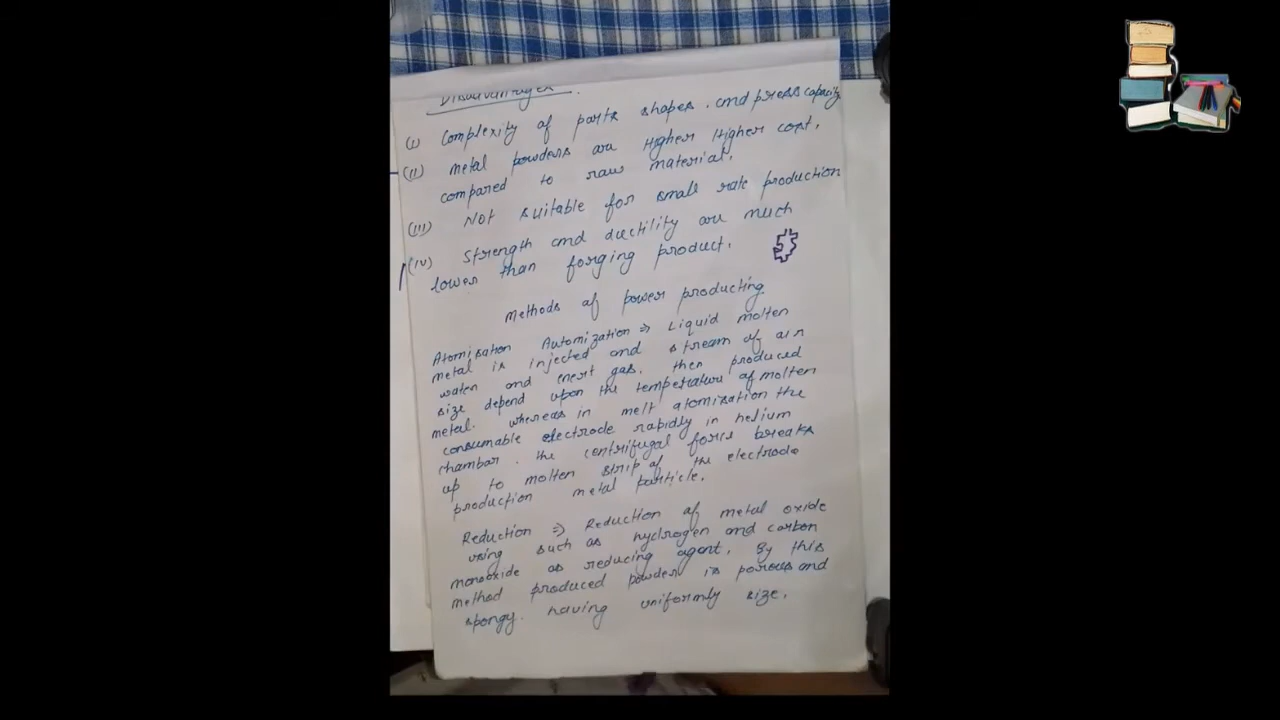 Disadvantages.
(I) Complexity of parts shapes. and press capacity
(II) Metal powders are Higher Higher cost,
compared to raw material.
(III) Not suitable for small rate production
(IV) Strength and ductility are much
lower than forging product.
Methods of power producting
Atomisation Automization ⇒ Liquid molten
metal is injected and stream of air
water and inert gas. then produced
size depend upon the temperature of molten
metal. whereas in melt atomisation the
consumable electrode rapidly in helium
chambar. the centrifugal force breaks
up to molten strip of the electrode
production metal particle.
Reduction ⇒ Reduction of metal oxide
using such as hydrogen and carbon
monooxide as reducing agent. By this
method produced powder is porous and
spongy. having uniformly size.